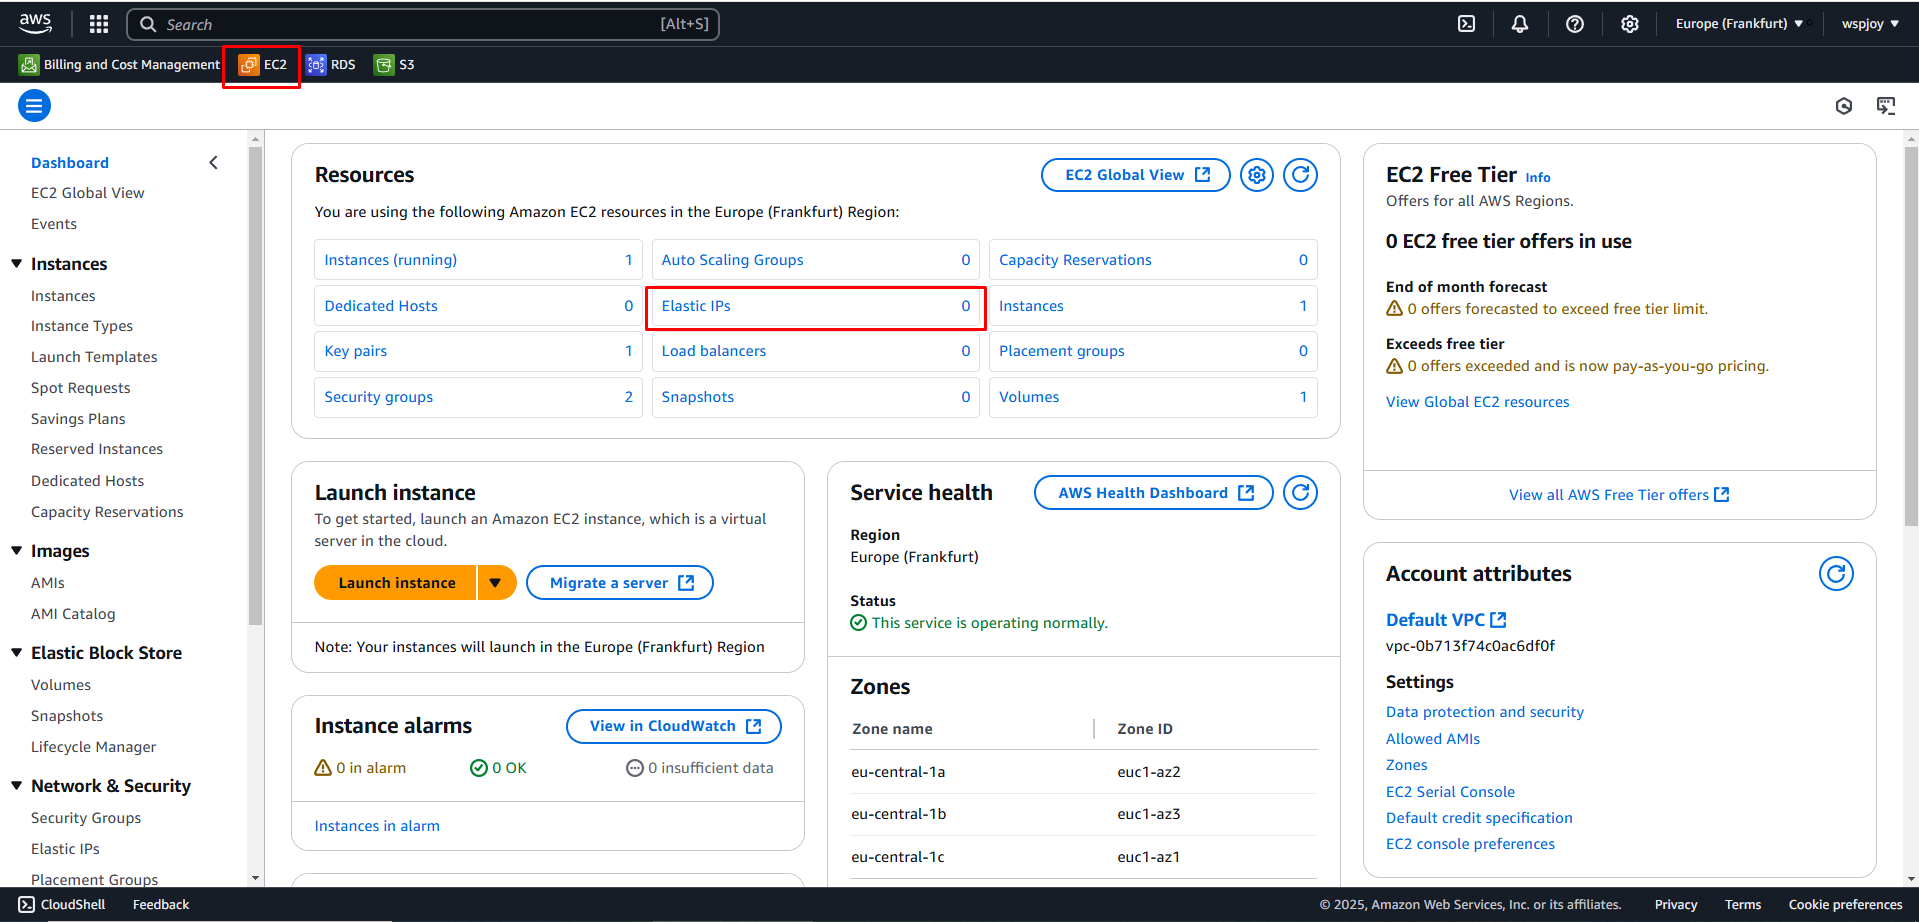 aws
Search [Alt+S]
Europe (Frankfurt)
wspjoy
Billing and Cost Management
EC2
RDS
S3
Dashboard
EC2 Global View
Events
Instances
Instances
Instance Types
Launch Templates
Spot Requests
Savings Plans
Reserved Instances
Dedicated Hosts
Capacity Reservations
Images
AMIs
AMI Catalog
Elastic Block Store
Volumes
Snapshots
Lifecycle Manager
Network & Security
Security Groups
Elastic IPs
Placement Groups
Resources
EC2 Global View
You are using the following Amazon EC2 resources in the Europe (Frankfurt) Region:
Instances (running) 1
Auto Scaling Groups 0
Capacity Reservations 0
Dedicated Hosts 0
Elastic IPs 0
Instances 1
Key pairs 1
Load balancers 0
Placement groups 0
Security groups 2
Snapshots 0
Volumes 1
Launch instance
To get started, launch an Amazon EC2 instance, which is a virtual
server in the cloud.
Launch instance
Migrate a server
Note: Your instances will launch in the Europe (Frankfurt) Region
Instance alarms
View in CloudWatch
0 in alarm
0 OK
0 insufficient data
Instances in alarm
Service health
AWS Health Dashboard
Region
Europe (Frankfurt)
Status
This service is operating normally.
Zones
Zone name Zone ID
eu-central-1a euc1-az2
eu-central-1b euc1-az3
eu-central-1c euc1-az1
EC2 Free Tier Info
Offers for all AWS Regions.
0 EC2 free tier offers in use
End of month forecast
0 offers forecasted to exceed free tier limit.
Exceeds free tier
0 offers exceeded and is now pay-as-you-go pricing.
View Global EC2 resources
View all AWS Free Tier offers
Account attributes
Default VPC
vpc-0b713f74c0ac6df0f
Settings
Data protection and security
Allowed AMIs
Zones
EC2 Serial Console
Default credit specification
EC2 console preferences
CloudShell
Feedback
© 2025, Amazon Web Services, Inc. or its affiliates.
Privacy
Terms
Cookie preferences